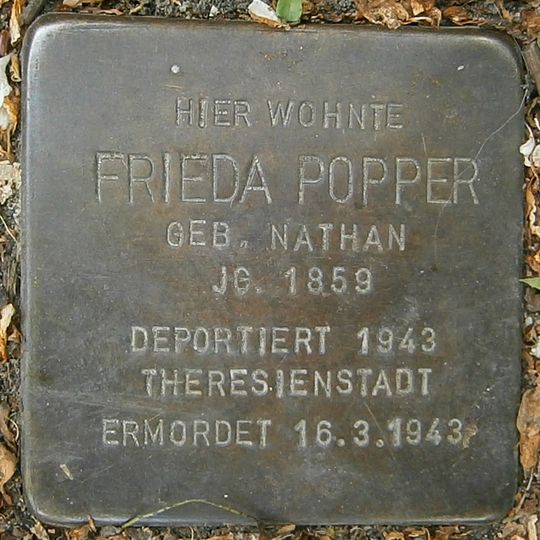 HIER WOHNTE
FRIEDA POPPER
GEB. NATHAN
JG. 1859
DEPORTIERT 1943
THERESIENSTADT
ERMORDET 16.3.1943